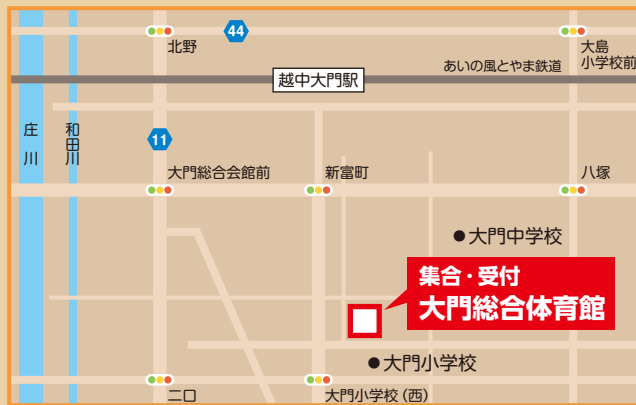 44
北野
大島
小学校前
あいの風とやま鉄道
越中大門駅
庄川
和田川
11
大門総合会館前
新富町
八塚
大門中学校
集合・受付
大門総合体育館
大門小学校
二口
大門小学校(西)